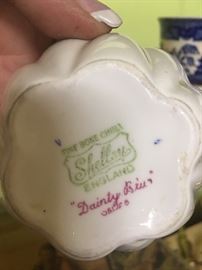 FINE BONE CHINA
Shelley
ENGLAND
"Dainty Blue"